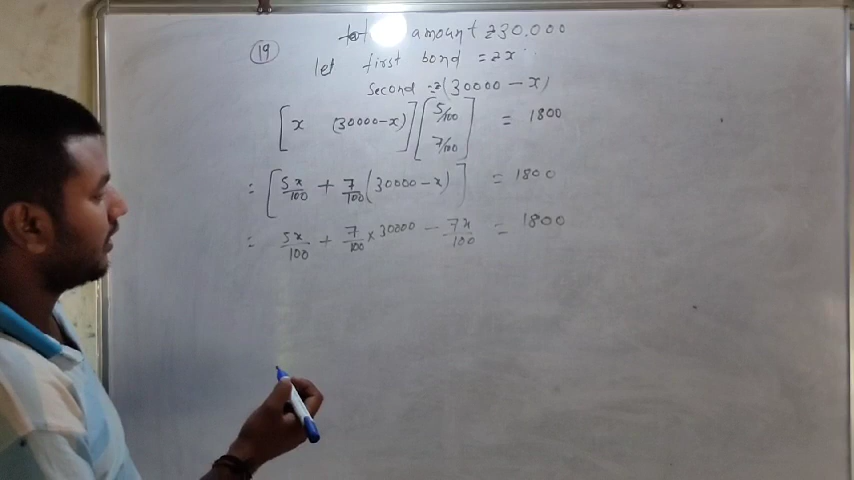 19 amount ₹30,000
let first bond = ₹x
second = ₹(30000 - x)
[x (30000-x)] [5/100 7/100] = 1800
= [5x/100 + 7/100 (30000-x)] = 1800
= 5x/100 + 7/100 × 30000 - 7x/100 = 1800